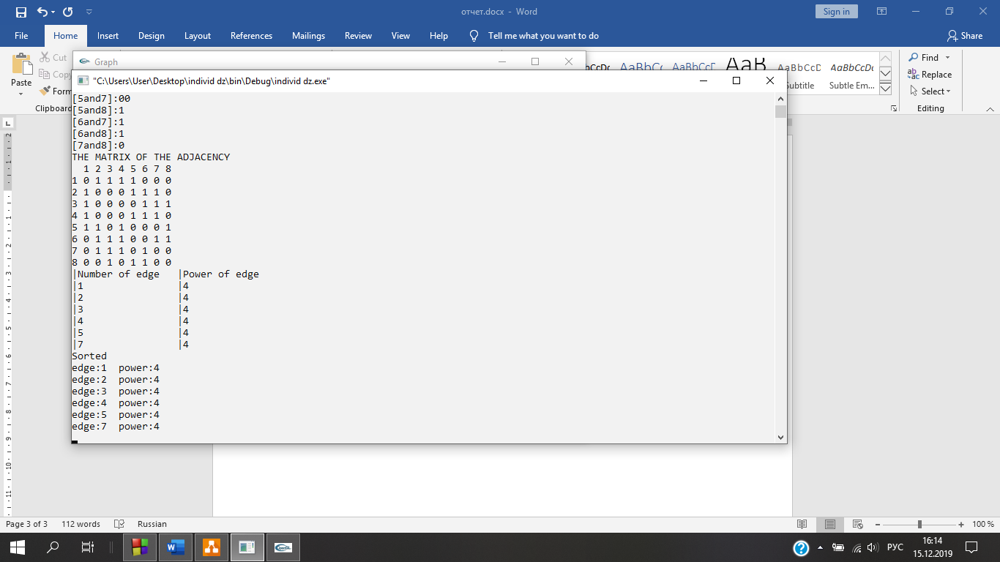 отчет.docx - Word
Sign in
File Home Insert Design Layout References Mailings Review View Help Tell me what you want to do Share
Paste
Cut
Copy
Form
Clipboard
Graph
AaBbCcDc
AaB
AaBbCcD
AaBbCcDc
ubtitle
Subtle Em...
Find
Replace
Select
Editing
"C:\Users\User\Desktop\individ dz\bin\Debug\individ dz.exe"
[5and7]:00
[5and8]:1
[6and7]:1
[6and8]:1
[7and8]:0
THE MATRIX OF THE ADJACENCY
1 2 3 4 5 6 7 8
1 0 1 1 1 1 0 0 0
2 1 0 0 0 1 1 1 0
3 1 0 0 0 0 1 1 1
4 1 0 0 0 1 1 1 0
5 1 1 0 1 0 0 0 1
6 0 1 1 1 0 0 1 1
7 0 1 1 1 0 1 0 0
8 0 0 1 0 1 1 0 0
|Number of edge |Power of edge
|1 |4
|2 |4
|3 |4
|4 |4
|5 |4
|7 |4
Sorted
edge:1 power:4
edge:2 power:4
edge:3 power:4
edge:4 power:4
edge:5 power:4
edge:7 power:4
Page 3 of 3 112 words Russian 100 %
РУС
16:14
15.12.2019